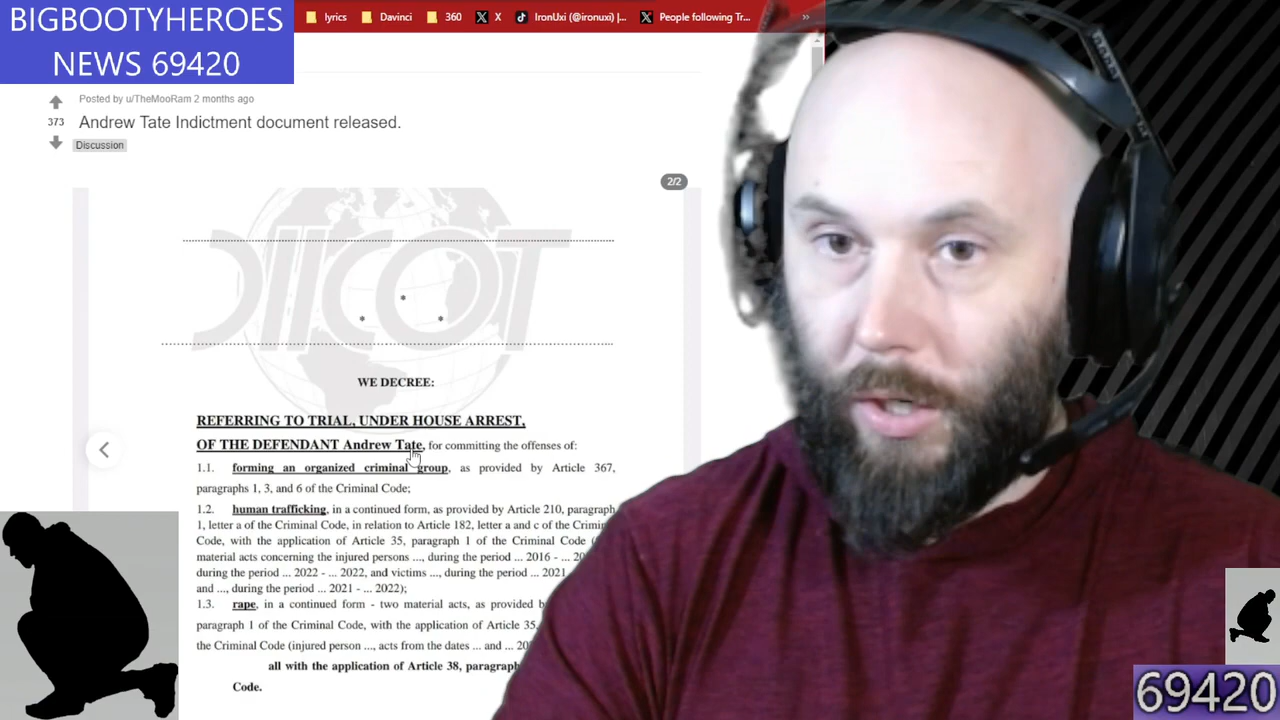 BIGBOOTYHEROES
NEWS 69420
lyrics Davinci 360 X IronUxi (@ironuxi) |... People following Tr... »
Posted by u/TheMooRam 2 months ago
373 Andrew Tate Indictment document released.
Discussion
2/2
DIICOT
WE DECREE:
REFERRING TO TRIAL, UNDER HOUSE ARREST,
OF THE DEFENDANT Andrew Tate, for committing the offenses of:
1.1. forming an organized criminal group, as provided by Article 367,
paragraphs 1, 3, and 6 of the Criminal Code;
1.2. human trafficking, in a continued form, as provided by Article 210, paragraph
1, letter a of the Criminal Code, in relation to Article 182, letter a and c of the
Code, with the application of Article 35, paragraph 1 of the Criminal Code
material acts concerning the injured persons ..., during the period ... 2016 - ...
during the period ... 2022 - ... 2022, and victims ..., during the period ... 2021
and ..., during the period ... 2021 - ... 2022);
1.3. rape, in a continued form - two material acts, as provided
paragraph 1 of the Criminal Code, with the application of Article 35,
the Criminal Code (injured person ..., acts from the dates ... and ...
all with the application of Article 38,
Code.
69420